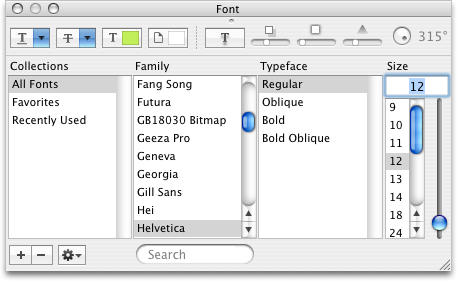 Font
T T T T 315°
Collections Family Typeface Size
All Fonts
Favorites
Recently Used
Fang Song
Futura
GB18030 Bitmap
Geeza Pro
Geneva
Georgia
Gill Sans
Hei
Helvetica
Regular
Oblique
Bold
Bold Oblique
12
9
10
11
12
13
14
18
24
Search